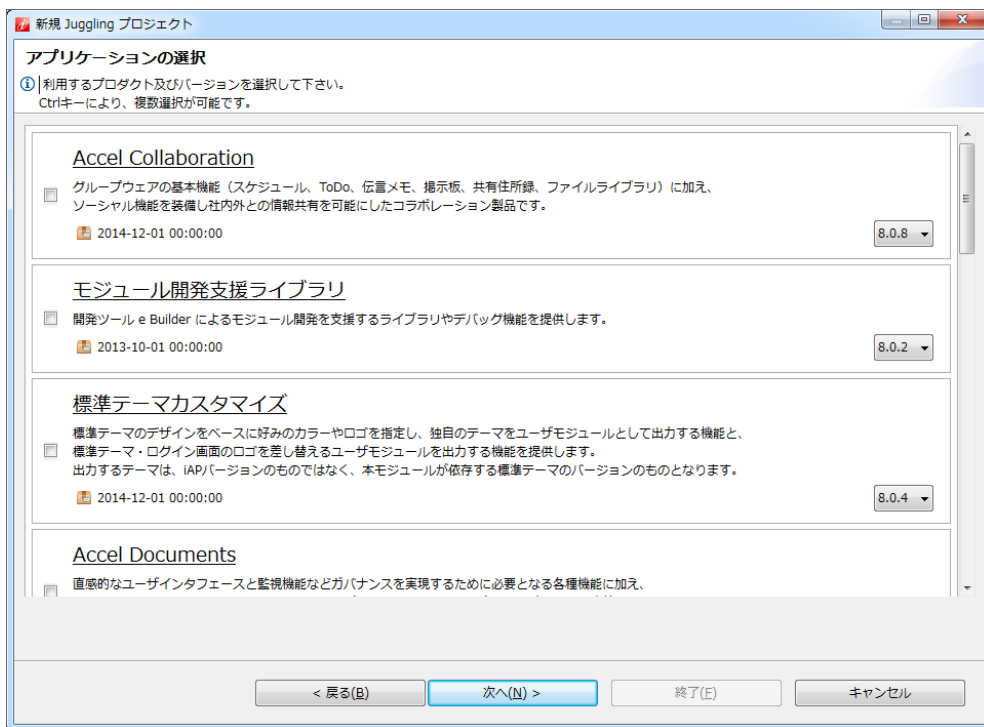 新規 Juggling プロジェクト
アプリケーションの選択
利用するプロダクト及びバージョンを選択して下さい。
Ctrlキーにより、複数選択が可能です。
Accel Collaboration
グループウェアの基本機能（スケジュール、ToDo、伝言メモ、掲示板、共有住所録、ファイルライブラリ）に加え、
ソーシャル機能を装備し社内外との情報共有を可能にしたコラボレーション製品です。
2014-12-01 00:00:00
8.0.8
モジュール開発支援ライブラリ
開発ツール e Builder によるモジュール開発を支援するライブラリやデバッグ機能を提供します。
2013-10-01 00:00:00
8.0.2
標準テーマカスタマイズ
標準テーマのデザインをベースに好みのカラーやロゴを指定し、独自のテーマをユーザモジュールとして出力する機能と、
標準テーマ・ログイン画面のロゴを差し替えるユーザモジュールを出力する機能を提供します。
出力するテーマは、iAPバージョンのものではなく、本モジュールが依存する標準テーマのバージョンのものとなります。
2014-12-01 00:00:00
8.0.4
Accel Documents
直感的なユーザインタフェースと監視機能などガバナンスを実現するために必要となる各種機能に加え、
< 戻る(B)
次へ(N) >
終了(F)
キャンセル